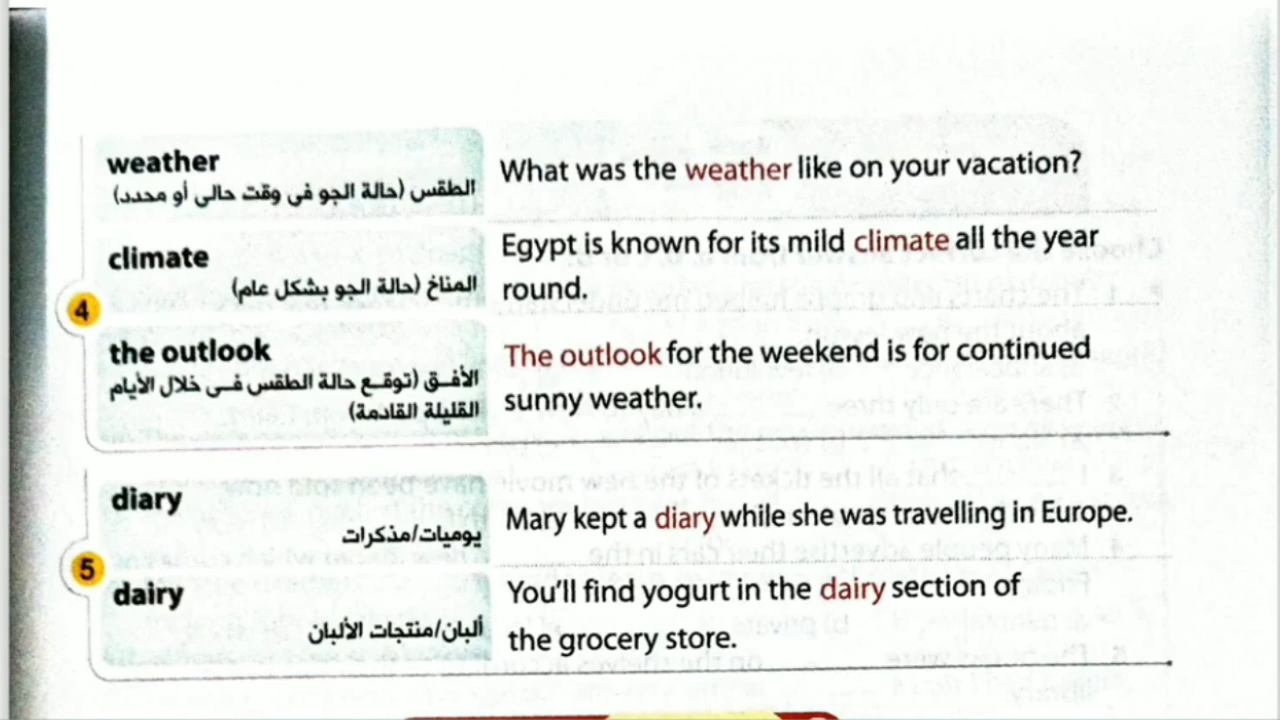 weather
الطقس (حالة الجو فى وقت حالى أو محدد)
What was the weather like on your vacation?
4
climate
المناخ (حالة الجو بشكل عام)
Egypt is known for its mild climate all the year
round.
the outlook
الأفـق (توقـع حالة الطقس فـى خلال الأيام
القليلة القادمة)
The outlook for the weekend is for continued
sunny weather.
5
diary
يوميات/مذكرات
Mary kept a diary while she was travelling in Europe.
dairy
ألبان/منتجات الألبان
You'll find yogurt in the dairy section of
the grocery store.